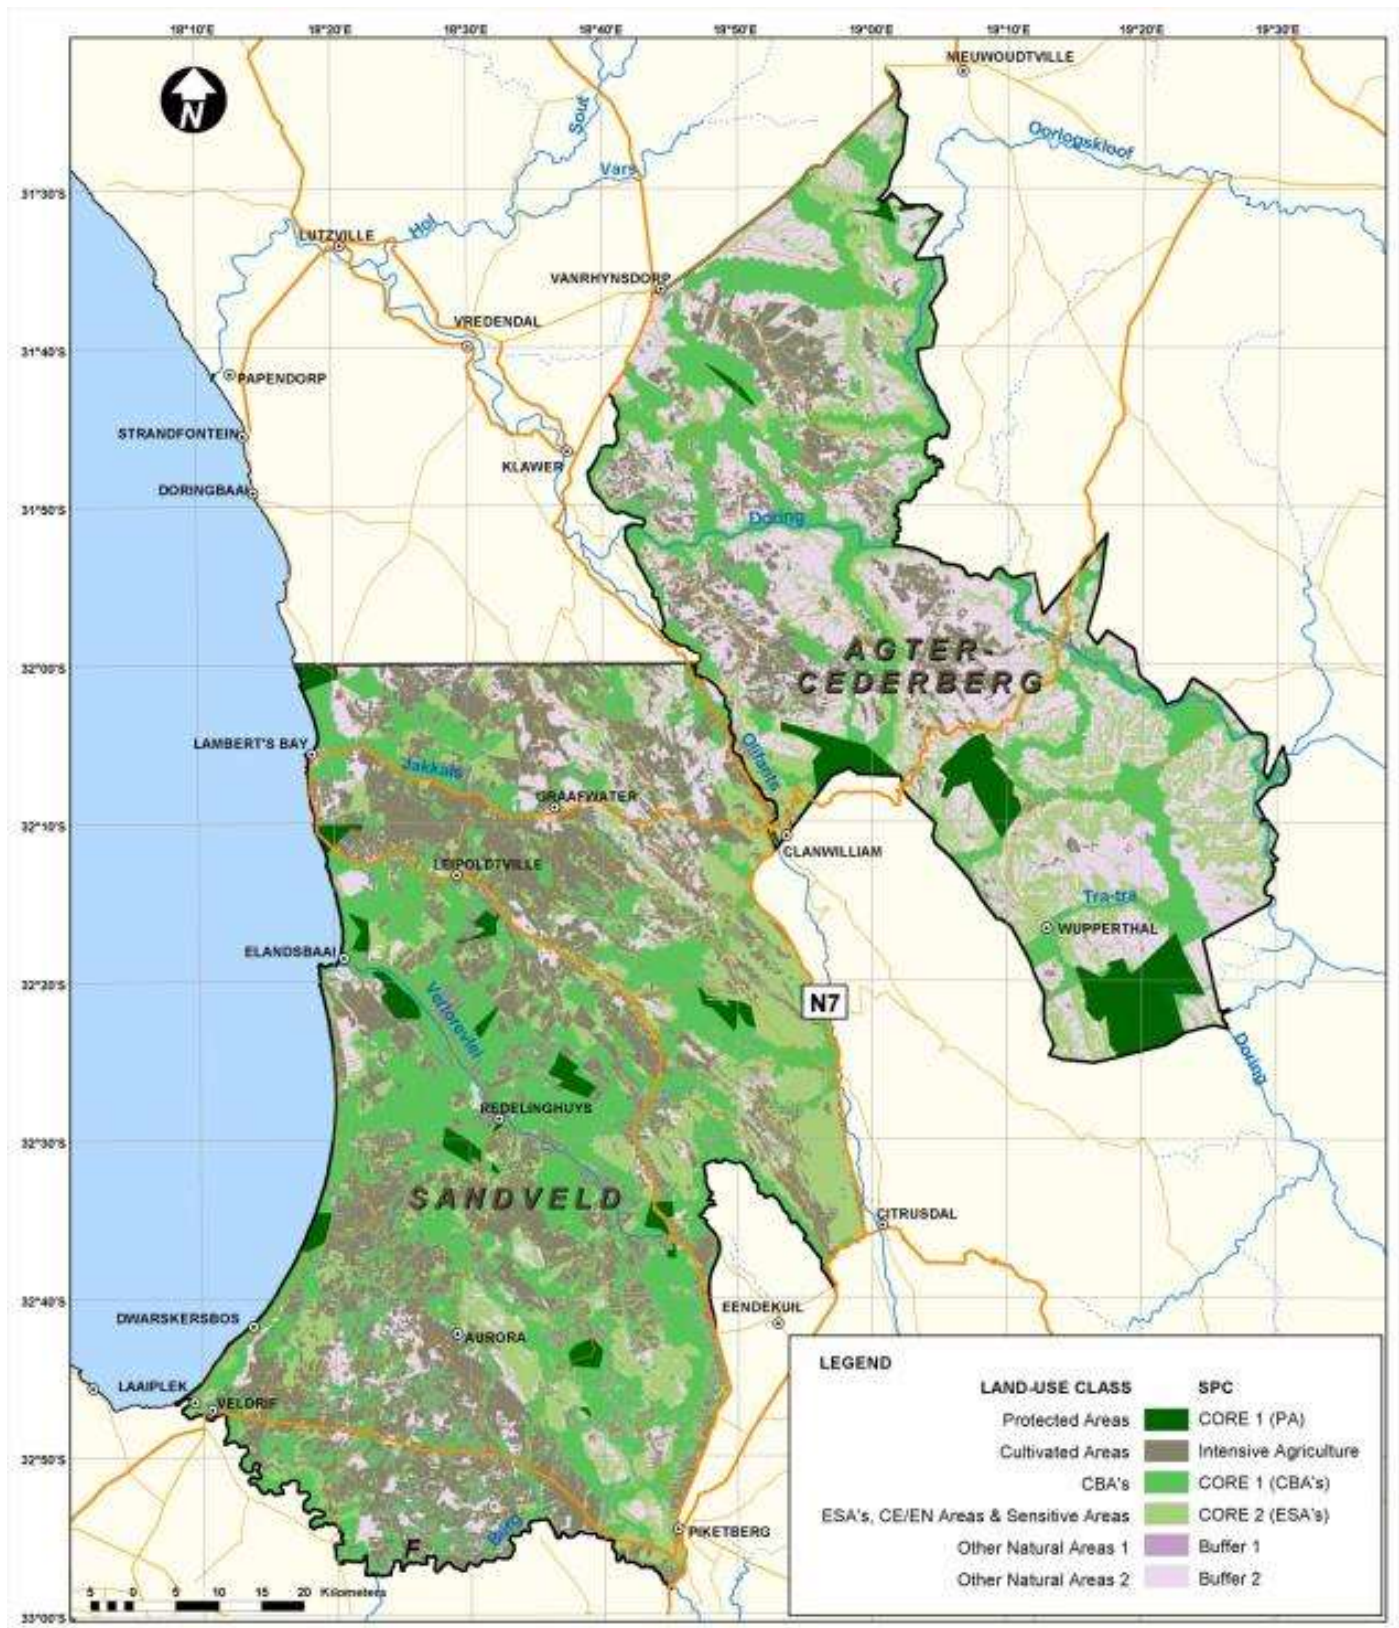 18°10'E 18°20'E 18°30'E 18°40'E 18°50'E 19°00'E 19°10'E 19°20'E 19°30'E
NIEUWOUDTVILLE
N
Sout
Oorlogskloof
Vars
31°30'S
Hol
LUTZVILLE
VANRHYNSDORP
VREDENDAL
31°40'S
PAPENDORP
STRANDFONTEIN
KLAWER
DORINGBAAI
31°50'S
Doring
AGTER-
CEDERBERG
32°00'S
LAMBERT'S BAY
Olifants
Jakkals
GRAAFWATER
32°10'S
CLANWILLIAM
LEIPOLDTVILLE
Tra-tra
WUPPERTHAL
ELANDSBAAI
E
32°20'S
N7
Verlorevlei
Doring
REDELINGHUYS
32°30'S
SANDVELD
CITRUSDAL
32°40'S
EENDEKUIL
DWARSKERSBOS
AURORA
LAAIPLEK
VELDRIF
32°50'S
PIKETBERG
Berg
F
LEGEND
LAND-USE CLASS SPC
Protected Areas CORE 1 (PA)
Cultivated Areas Intensive Agriculture
CBA's CORE 1 (CBA's)
ESA's, CE/EN Areas & Sensitive Areas CORE 2 (ESA's)
Other Natural Areas 1 Buffer 1
Other Natural Areas 2 Buffer 2
5 0 5 10 15 20 Kilometers
33°00'S